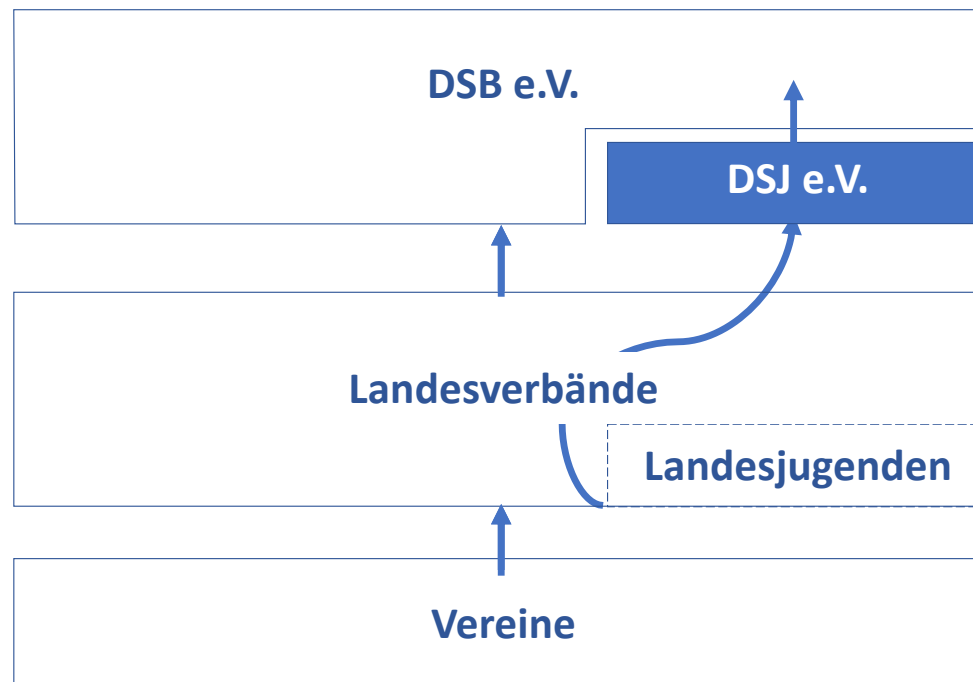 DSB e.V.
DSJ e.V.
Landesverbände
Landesjugenden
Vereine